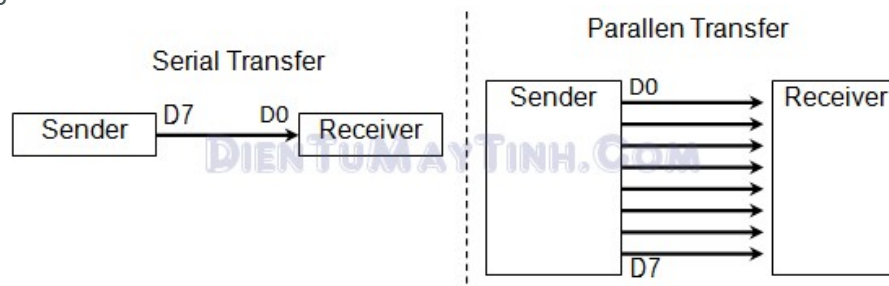 Serial Transfer
Sender
D7
D0
Receiver
Parallen Transfer
Sender
D0
D7
Receiver
DIENTUMAYTINH.COM